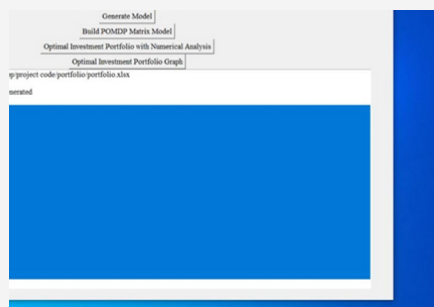 Generate Model
Build POMDP Matrix Model
Optimal Investment Portfolio with Numerical Analysis
Optimal Investment Portfolio Graph
op/project code/portfolio/portfolio.xlsx
nerated